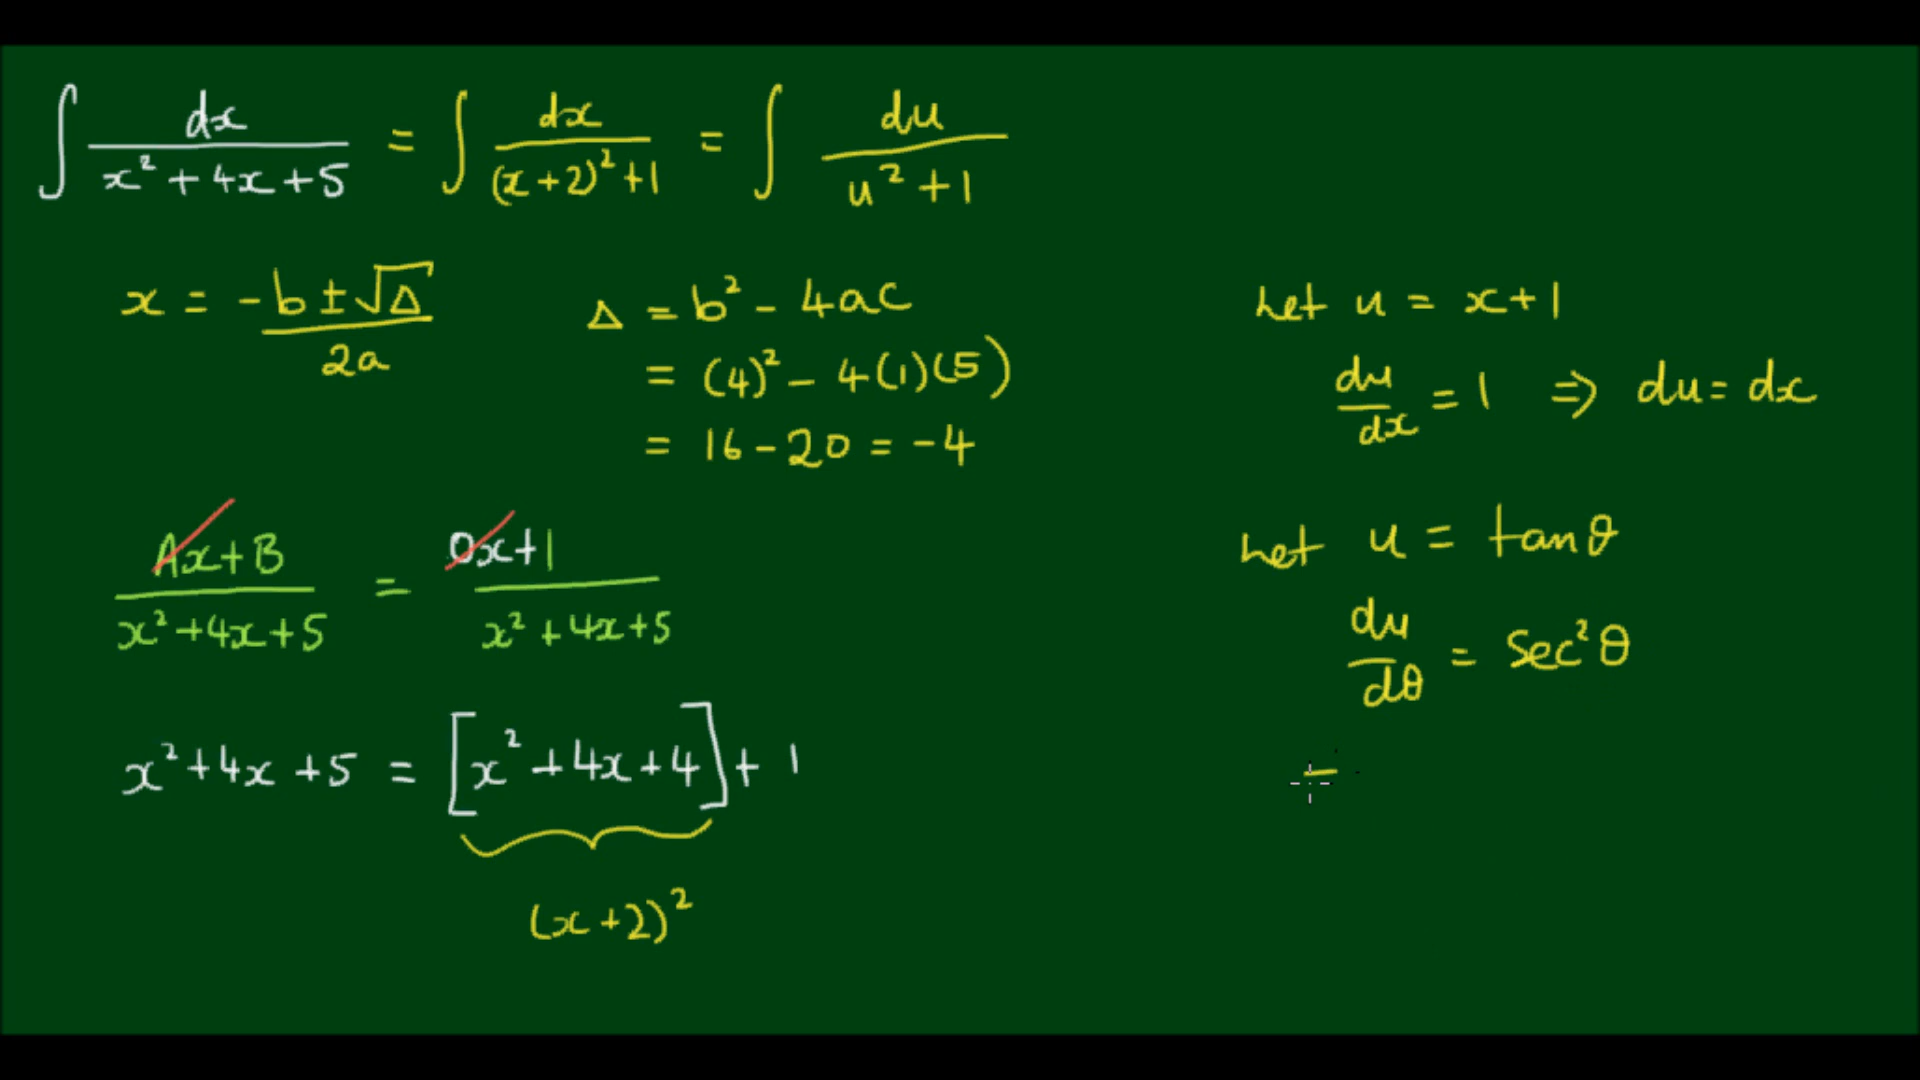 ∫ dx / (x² + 4x + 5) = ∫ dx / ((x+2)² + 1) = ∫ du / (u² + 1)
x = (-b ± √Δ) / 2a
Δ = b² - 4ac
= (4)² - 4(1)(5)
= 16 - 20 = -4
(Ax + B) / (x² + 4x + 5) = (0x + 1) / (x² + 4x + 5)
x² + 4x + 5 = [x² + 4x + 4] + 1
(x + 2)²
Let u = x + 1
du/dx = 1 ⇒ du = dx
Let u = tan θ
du/dθ = Sec² θ